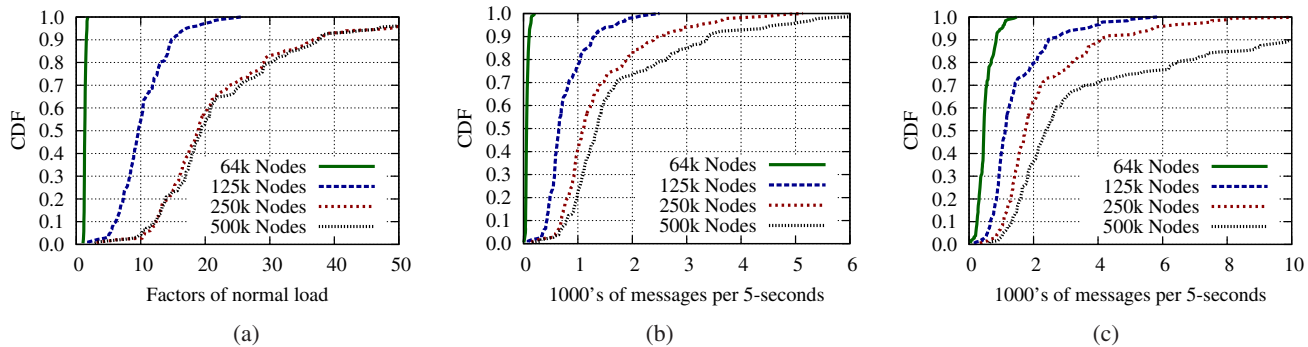 CDF
1.0
0.9
0.8
0.7
0.6
0.5
0.4
0.3
0.2
0.1
0.0
64k Nodes
125k Nodes
250k Nodes
500k Nodes
0 10 20 30 40 50
Factors of normal load
(a)
CDF
1.0
0.9
0.8
0.7
0.6
0.5
0.4
0.3
0.2
0.1
0.0
64k Nodes
125k Nodes
250k Nodes
500k Nodes
0 1 2 3 4 5 6
1000's of messages per 5-seconds
(b)
CDF
1.0
0.9
0.8
0.7
0.6
0.5
0.4
0.3
0.2
0.1
0.0
64k Nodes
125k Nodes
250k Nodes
500k Nodes
0 2 4 6 8 10
1000's of messages per 5-seconds
(c)